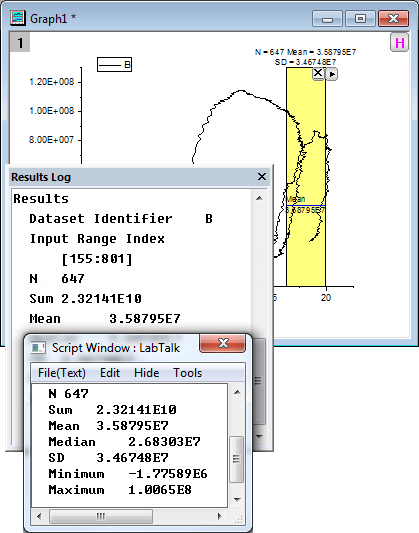 Graph1 *
1
H
N = 647 Mean = 3.58795E7
SD = 3.46748E7
B
1.20E+008
1.00E+008
8.00E+007
Mean
3.58795E7
20
Results Log
Results
Dataset Identifier B
Input Range Index
[155:801]
N 647
Sum 2.32141E10
Mean 3.58795E7
Script Window : LabTalk
File(Text) Edit Hide Tools
N 647
Sum 2.32141E10
Mean 3.58795E7
Median 2.68303E7
SD 3.46748E7
Minimum -1.77589E6
Maximum 1.0065E8